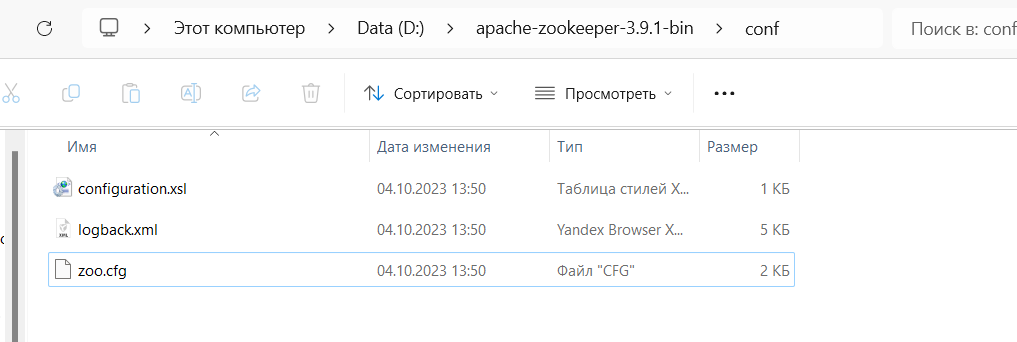 Этот компьютер > Data (D:) > apache-zookeeper-3.9.1-bin > conf Поиск в: conf
Сортировать Просмотреть
Имя Дата изменения Тип Размер
configuration.xsl 04.10.2023 13:50 Таблица стилей X... 1 КБ
logback.xml 04.10.2023 13:50 Yandex Browser X... 5 КБ
zoo.cfg 04.10.2023 13:50 Файл "CFG" 2 КБ